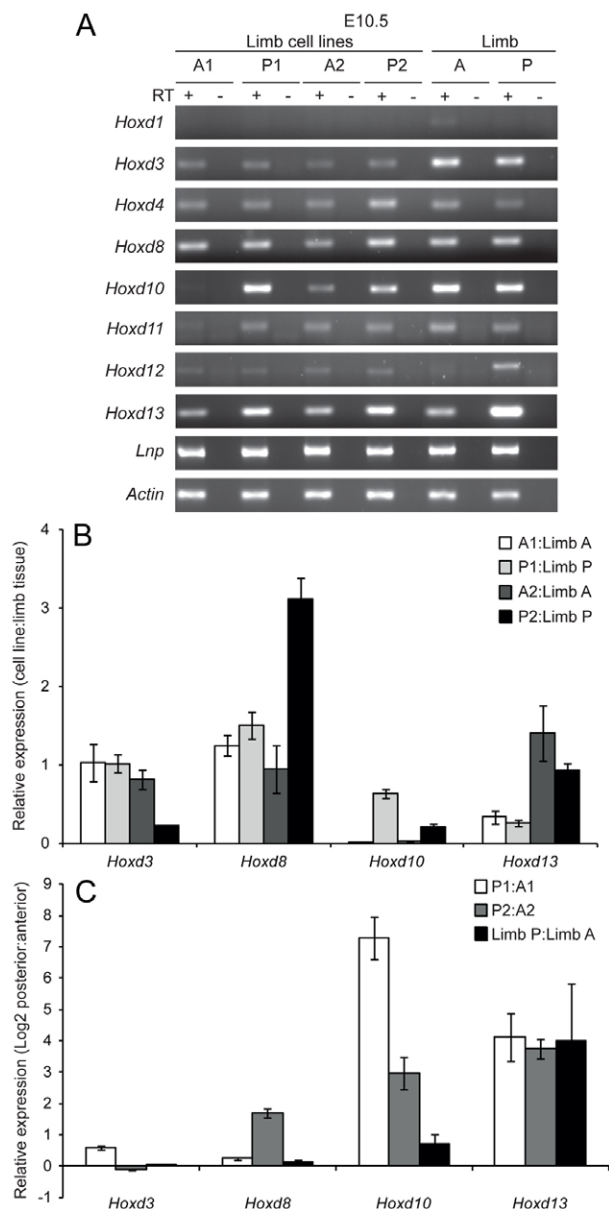 A
E10.5
Limb cell lines Limb
A1 P1 A2 P2 A P
RT + - + - + - + - + - + -
Hoxd1
Hoxd3
Hoxd4
Hoxd8
Hoxd10
Hoxd11
Hoxd12
Hoxd13
Lnp
Actin
B
Relative expression (cell line:limb tissue)
4
3
2
1
0
A1:Limb A
P1:Limb P
A2:Limb A
P2:Limb P
Hoxd3 Hoxd8 Hoxd10 Hoxd13
C
Relative expression (Log2 posterior:anterior)
9
8
7
6
5
4
3
2
1
0
-1
P1:A1
P2:A2
Limb P:Limb A
Hoxd3 Hoxd8 Hoxd10 Hoxd13